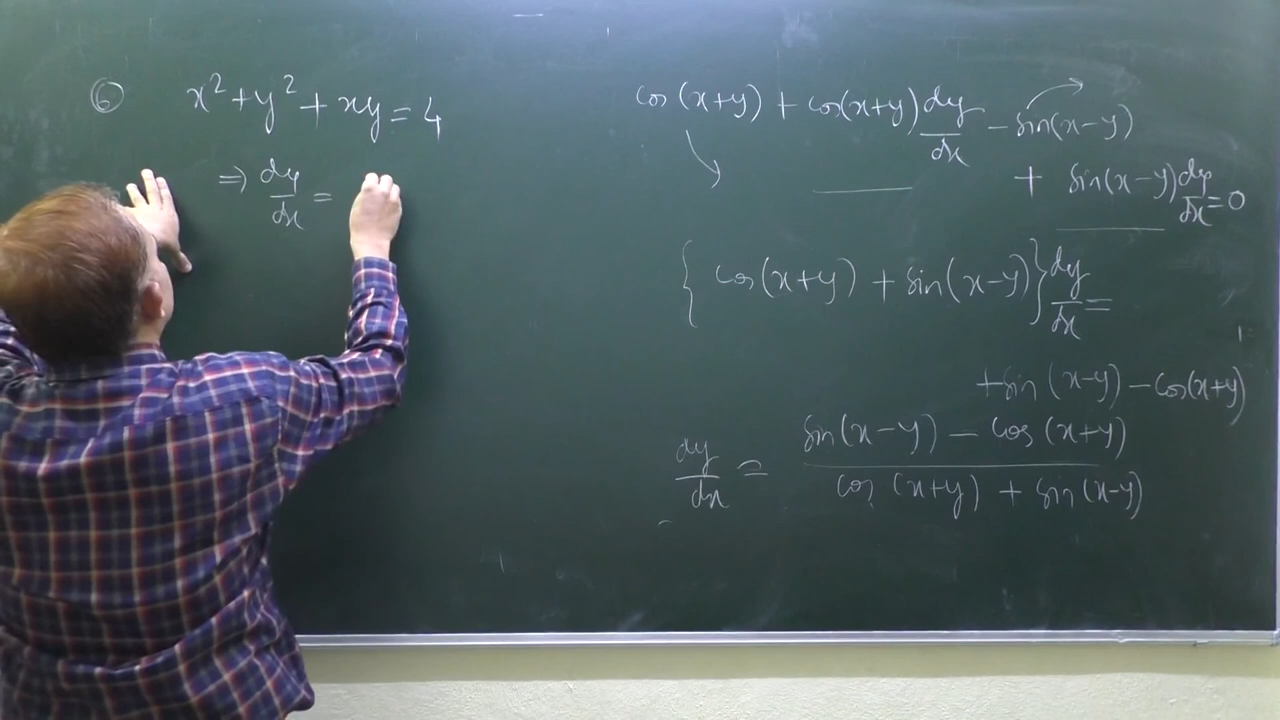 ⑥ x² + y² + xy = 4
⇒ dy/dx =
cos (x+y) + cos(x+y) dy/dx - sin(x-y)
+ sin(x-y) dy/dx = 0
{ cos(x+y) + sin(x-y) } dy/dx =
+sin (x-y) - cos(x+y)
dy/dx = sin(x-y) - cos (x+y) / cos (x+y) + sin(x-y)